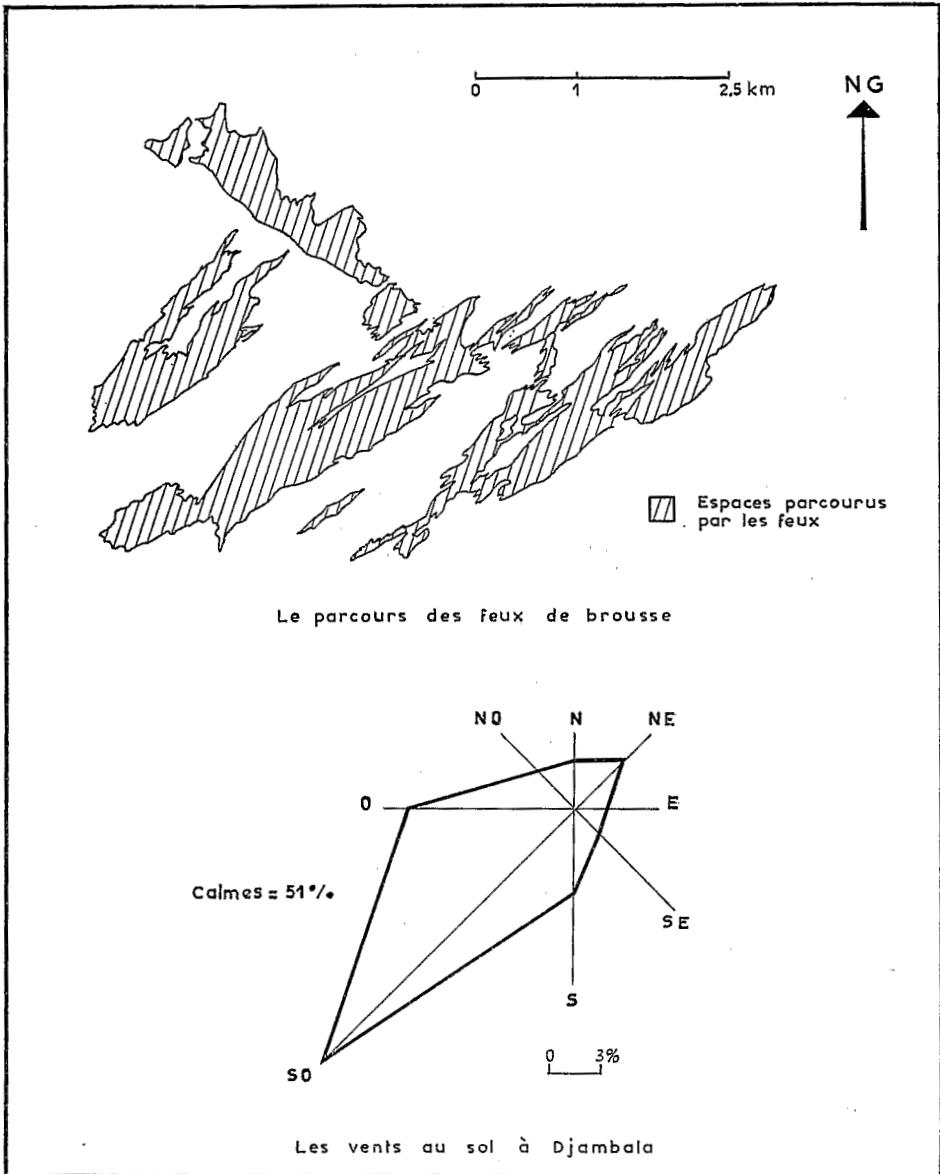 0 1 2,5 km
NG
Espaces parcourus
par les feux
Le parcours des feux de brousse
NO N NE
O E
Calmes = 51%
SE
S
SO
0 3%
Les vents au sol à Djambala